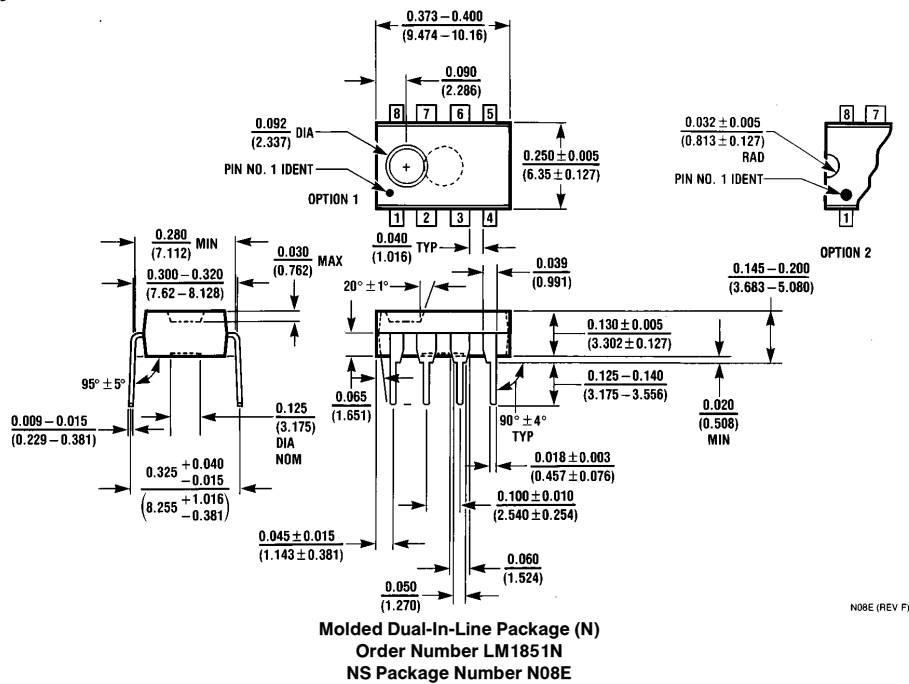 0.373 – 0.400
(9.474 – 10.16)
0.090
(2.286)
8 7 6 5
0.092 DIA
(2.337)
PIN NO. 1 IDENT
OPTION 1
0.250 ± 0.005
(6.35 ± 0.127)
1 2 3 4
0.032 ± 0.005
(0.813 ± 0.127)
RAD
PIN NO. 1 IDENT
8 7
1
OPTION 2
0.280 MIN
(7.112)
0.300 – 0.320
(7.62 – 8.128)
0.030 MAX
(0.762)
0.040 TYP
(1.016)
0.039
(0.991)
20° ± 1°
0.145 – 0.200
(3.683 – 5.080)
0.130 ± 0.005
(3.302 ± 0.127)
95° ± 5°
0.065
(1.651)
0.125 – 0.140
(3.175 – 3.556)
90° ± 4°
TYP
0.020
(0.508)
MIN
0.009 – 0.015
(0.229 – 0.381)
0.125
(3.175)
DIA
NOM
0.018 ± 0.003
(0.457 ± 0.076)
0.325 +0.040
−0.015
(8.255 +1.016
−0.381)
0.100 ± 0.010
(2.540 ± 0.254)
0.045 ± 0.015
(1.143 ± 0.381)
0.060
(1.524)
0.050
(1.270)
N08E (REV F)
Molded Dual-In-Line Package (N)
Order Number LM1851N
NS Package Number N08E